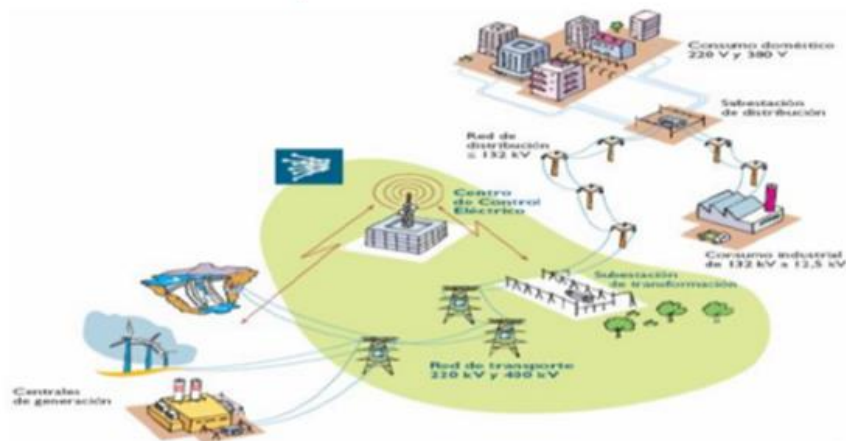 Consumo doméstico
220 V y 380 V
Subestación
de distribución
Red de
distribución
≤ 132 kV
Centro
de Control
Eléctrico
Consumo industrial
de 132 kV a 12,5 kV
Subestación
de transformación
Red de transporte
220 kV y 400 kV
Centrales
de generación